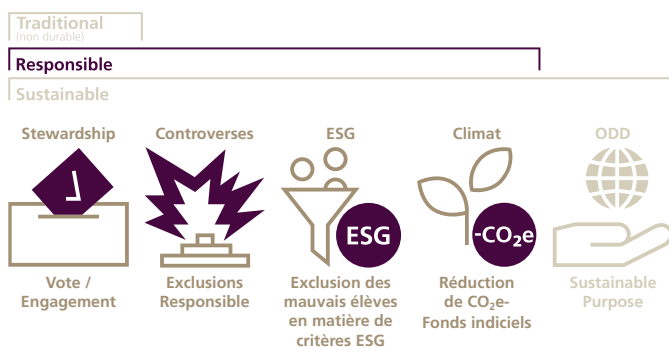 Traditional
(non durable)
Responsible
Sustainable
Stewardship
Controverses
ESG
Climat
ODD
ESG
-CO₂e
Vote /
Engagement
Exclusions
Responsible
Exclusion des
mauvais élèves
en matière de
critères ESG
Réduction
de CO₂e-
Fonds indiciels
Sustainable
Purpose